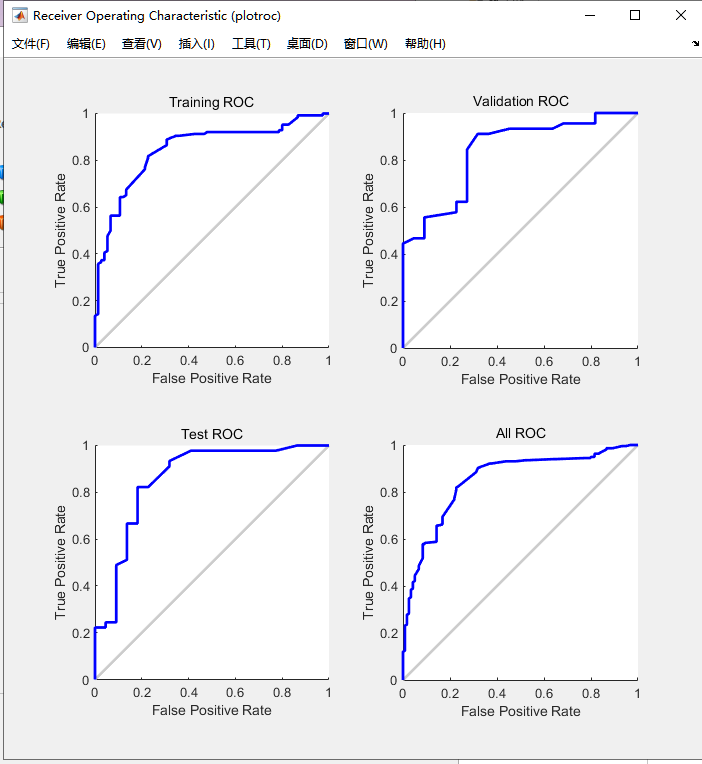 Receiver Operating Characteristic (plotroc)
文件(F) 编辑(E) 查看(V) 插入(I) 工具(T) 桌面(D) 窗口(W) 帮助(H)
Training ROC
True Positive Rate
1
0.8
0.6
0.4
0.2
0
0 0.2 0.4 0.6 0.8 1
False Positive Rate
Validation ROC
True Positive Rate
1
0.8
0.6
0.4
0.2
0
0 0.2 0.4 0.6 0.8 1
False Positive Rate
Test ROC
True Positive Rate
1
0.8
0.6
0.4
0.2
0
0 0.2 0.4 0.6 0.8 1
False Positive Rate
All ROC
True Positive Rate
1
0.8
0.6
0.4
0.2
0
0 0.2 0.4 0.6 0.8 1
False Positive Rate